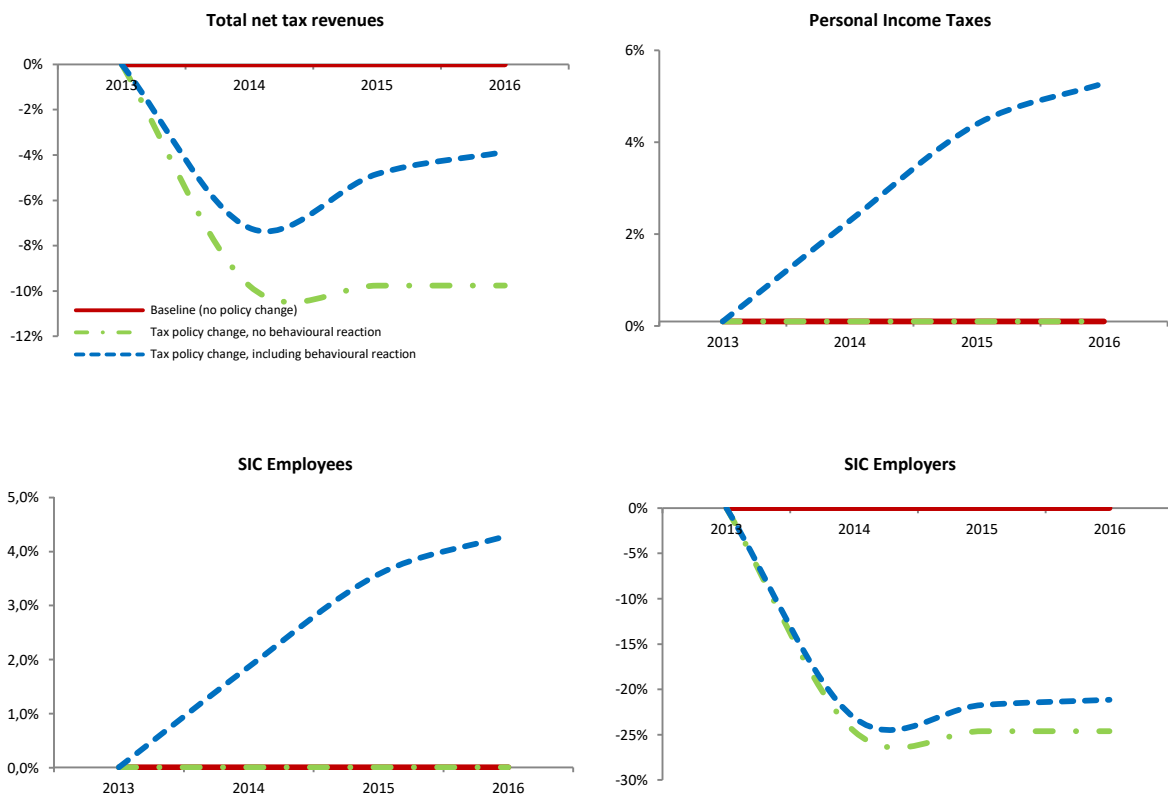 Total net tax revenues
0%
-2%
-4%
-6%
-8%
-10%
-12%
2013 2014 2015 2016
Baseline (no policy change)
Tax policy change, no behavioural reaction
Tax policy change, including behavioural reaction
Personal Income Taxes
6%
4%
2%
0%
2013 2014 2015 2016
SIC Employees
5,0%
4,0%
3,0%
2,0%
1,0%
0,0%
2013 2014 2015 2016
SIC Employers
0%
-5%
-10%
-15%
-20%
-25%
-30%
2013 2014 2015 2016